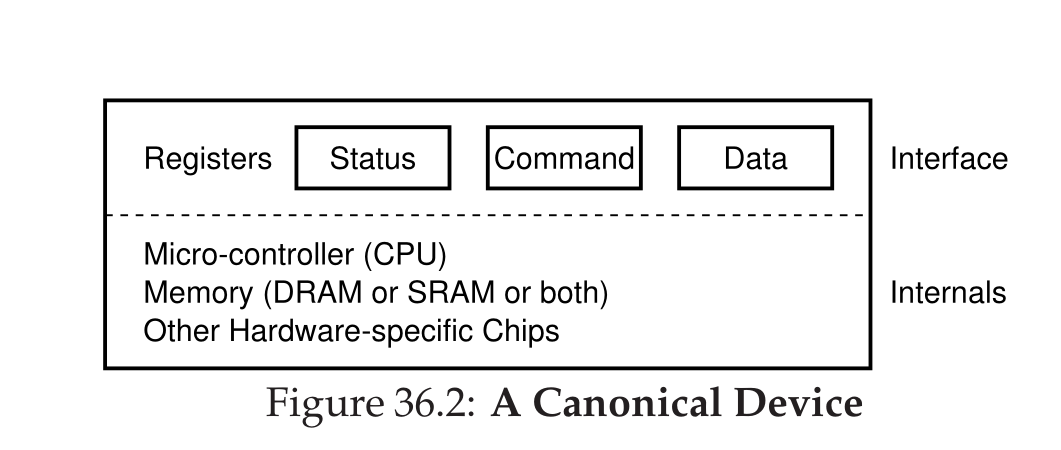 Registers Status Command Data Interface
Micro-controller (CPU)
Memory (DRAM or SRAM or both) Internals
Other Hardware-specific Chips
Figure 36.2: A Canonical Device